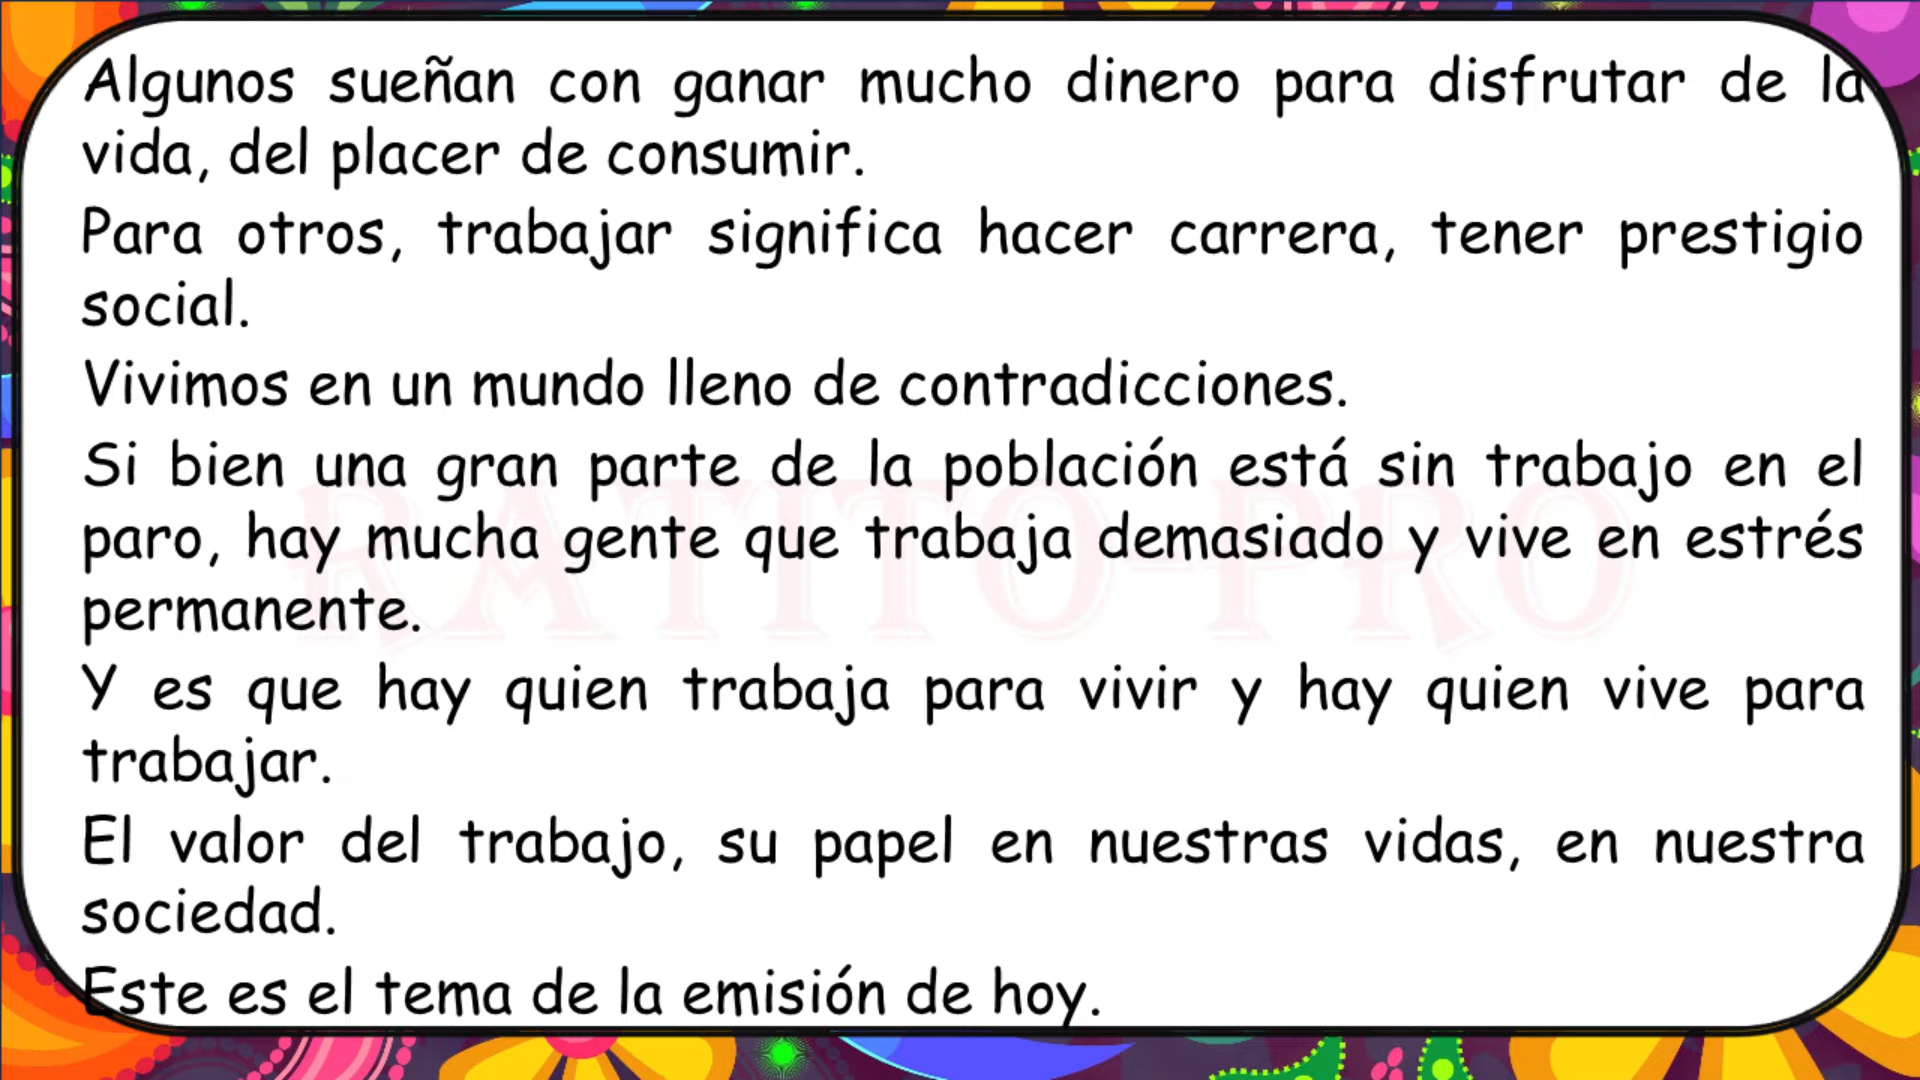 Algunos sueñan con ganar mucho dinero para disfrutar de la
vida, del placer de consumir.
Para otros, trabajar significa hacer carrera, tener prestigio
social.
Vivimos en un mundo lleno de contradicciones.
Si bien una gran parte de la población está sin trabajo en el
paro, hay mucha gente que trabaja demasiado y vive en estrés
permanente.
Y es que hay quien trabaja para vivir y hay quien vive para
trabajar.
El valor del trabajo, su papel en nuestras vidas, en nuestra
sociedad.
Este es el tema de la emisión de hoy.
RATITO-PRO